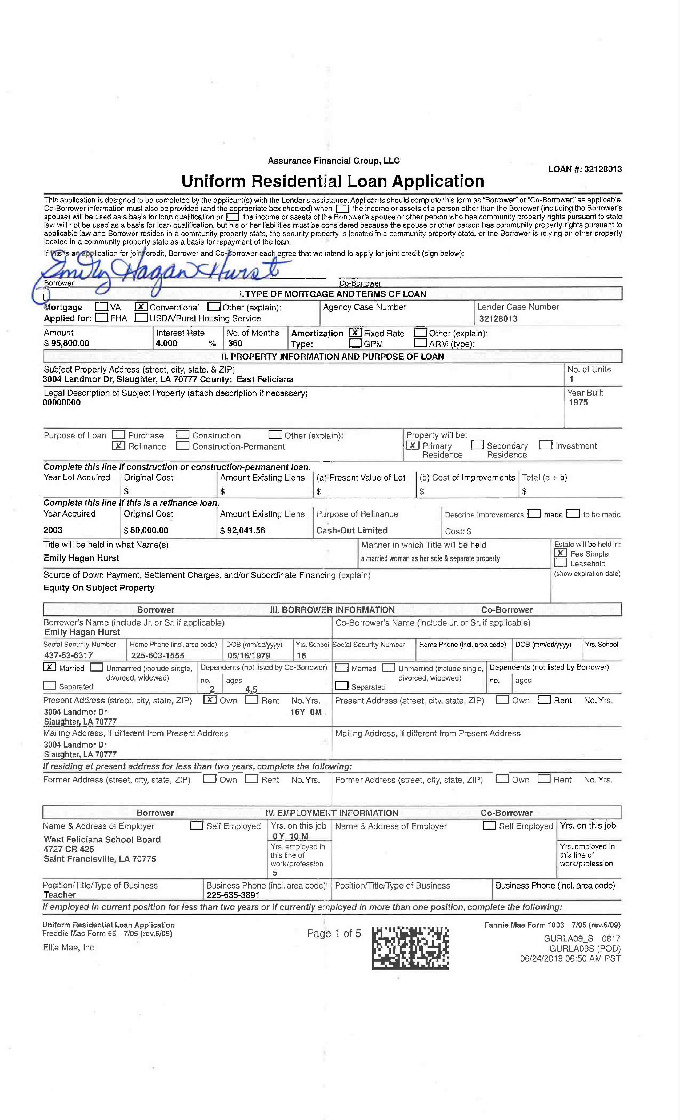 Assurance Financial Group, LLC
LOAN #: 32128013
Uniform Residential Loan Application
This application is designed to be completed by the applicant(s) with the Lender's assistance. Applicants should complete this form as "Borrower" or "Co-Borrower" as applicable.
Co-Borrower information must also be provided (and the appropriate box checked) when the income or assets of a person other than the Borrower (including the Borrower's
spouse) will be used as a basis for loan qualification or the income or assets of the Borrower's spouse or other person who has community property rights pursuant to state
law will not be used as a basis for loan qualification, but his or her liabilities must be considered because the spouse or other person has community property rights pursuant to
applicable law and Borrower resides in a community property state, the security property is located in a community property state, or the Borrower is relying on other property
located in a community property state as a basis for repayment of the loan.
If this is an application for joint credit, Borrower and Co-Borrower each agree that we intend to apply for joint credit (sign below):
Emily Hagan Hurst
Borrower Co-Borrower
I. TYPE OF MORTGAGE AND TERMS OF LOAN
Mortgage VA X Conventional Other (explain): Agency Case Number Lender Case Number
Applied for: FHA USDA/Rural Housing Service 32128013
Amount Interest Rate No. of Months Amortization X Fixed Rate Other (explain):
$ 4.000 % 360 Type: GPM ARM (type):
II. PROPERTY INFORMATION AND PURPOSE OF LOAN
Subject Property Address (street, city, state, & ZIP) No. of Units
3004 Landmor Dr, Slaughter, LA 70777 County: East Feliciana 1
Legal Description of Subject Property (attach description if necessary) Year Built
00000000 1975
Purpose of Loan Purchase Construction Other (explain): Property will be:
X Refinance Construction-Permanent X Primary Residence Secondary Residence Investment
Complete this line if construction or construction-permanent loan.
Year Lot Acquired Original Cost Amount Existing Liens (a) Present Value of Lot (b) Cost of Improvements Total (a + b)
$ $ $ $ $
Complete this line if this is a refinance loan.
Year Acquired Original Cost Amount Existing Liens Purpose of Refinance Describe Improvements made to be made
2003 $ 80,000.00 $ 92,041.56 Cash-Out Limited Cost: $
Title will be held in what Name(s) Manner in which Title will be held Estate will be held in:
Emily Hagan Hurst a married woman as her sole & separate property X Fee Simple
Leasehold
(show expiration date)
Source of Down Payment, Settlement Charges, and/or Subordinate Financing (explain)
Equity On Subject Property
Borrower III. BORROWER INFORMATION Co-Borrower
Borrower's Name (include Jr. or Sr. if applicable) Co-Borrower's Name (include Jr. or Sr. if applicable)
Emily Hagan Hurst
Social Security Number Home Phone (incl. area code) DOB (mm/dd/yyyy) Yrs. School Social Security Number Home Phone (incl. area code) DOB (mm/dd/yyyy) Yrs. School
437-53-6317 225-603-1555 05/16/1979 16
X Married Unmarried (include single, divorced, widowed) Dependents (not listed by Co-Borrower) Married Unmarried (include single, divorced, widowed) Dependents (not listed by Borrower)
Separated no. 2 ages 4,5 Separated no. ages
Present Address (street, city, state, ZIP) X Own Rent No. Yrs. Present Address (street, city, state, ZIP) Own Rent No. Yrs.
3004 Landmor Dr 16Y 0M
Slaughter, LA 70777
Mailing Address, if different from Present Address Mailing Address, if different from Present Address
3004 Landmor Dr
Slaughter, LA 70777
If residing at present address for less than two years, complete the following:
Former Address (street, city, state, ZIP) Own Rent No. Yrs. Former Address (street, city, state, ZIP) Own Rent No. Yrs.
Borrower IV. EMPLOYMENT INFORMATION Co-Borrower
Name & Address of Employer Self Employed Yrs. on this job Name & Address of Employer Self Employed Yrs. on this job
West Feliciana School Board 0Y 10M
4727 CR 425 Yrs. employed in this line of work/profession Yrs. employed in this line of work/profession
Saint Francisville, LA 70775 5
Position/Title/Type of Business Business Phone (incl. area code) Position/Title/Type of Business Business Phone (incl. area code)
Teacher 225-635-3891
If employed in current position for less than two years or if currently employed in more than one position, complete the following:
Uniform Residential Loan Application Fannie Mae Form 1003 7/05 (rev.6/09)
Freddie Mac Form 65 7/05 (rev.6/09) Page 1 of 5
Ellie Mae, Inc. GURLA09_S 0817
GURLA09S (POD)
06/24/2019 06:50 AM PST